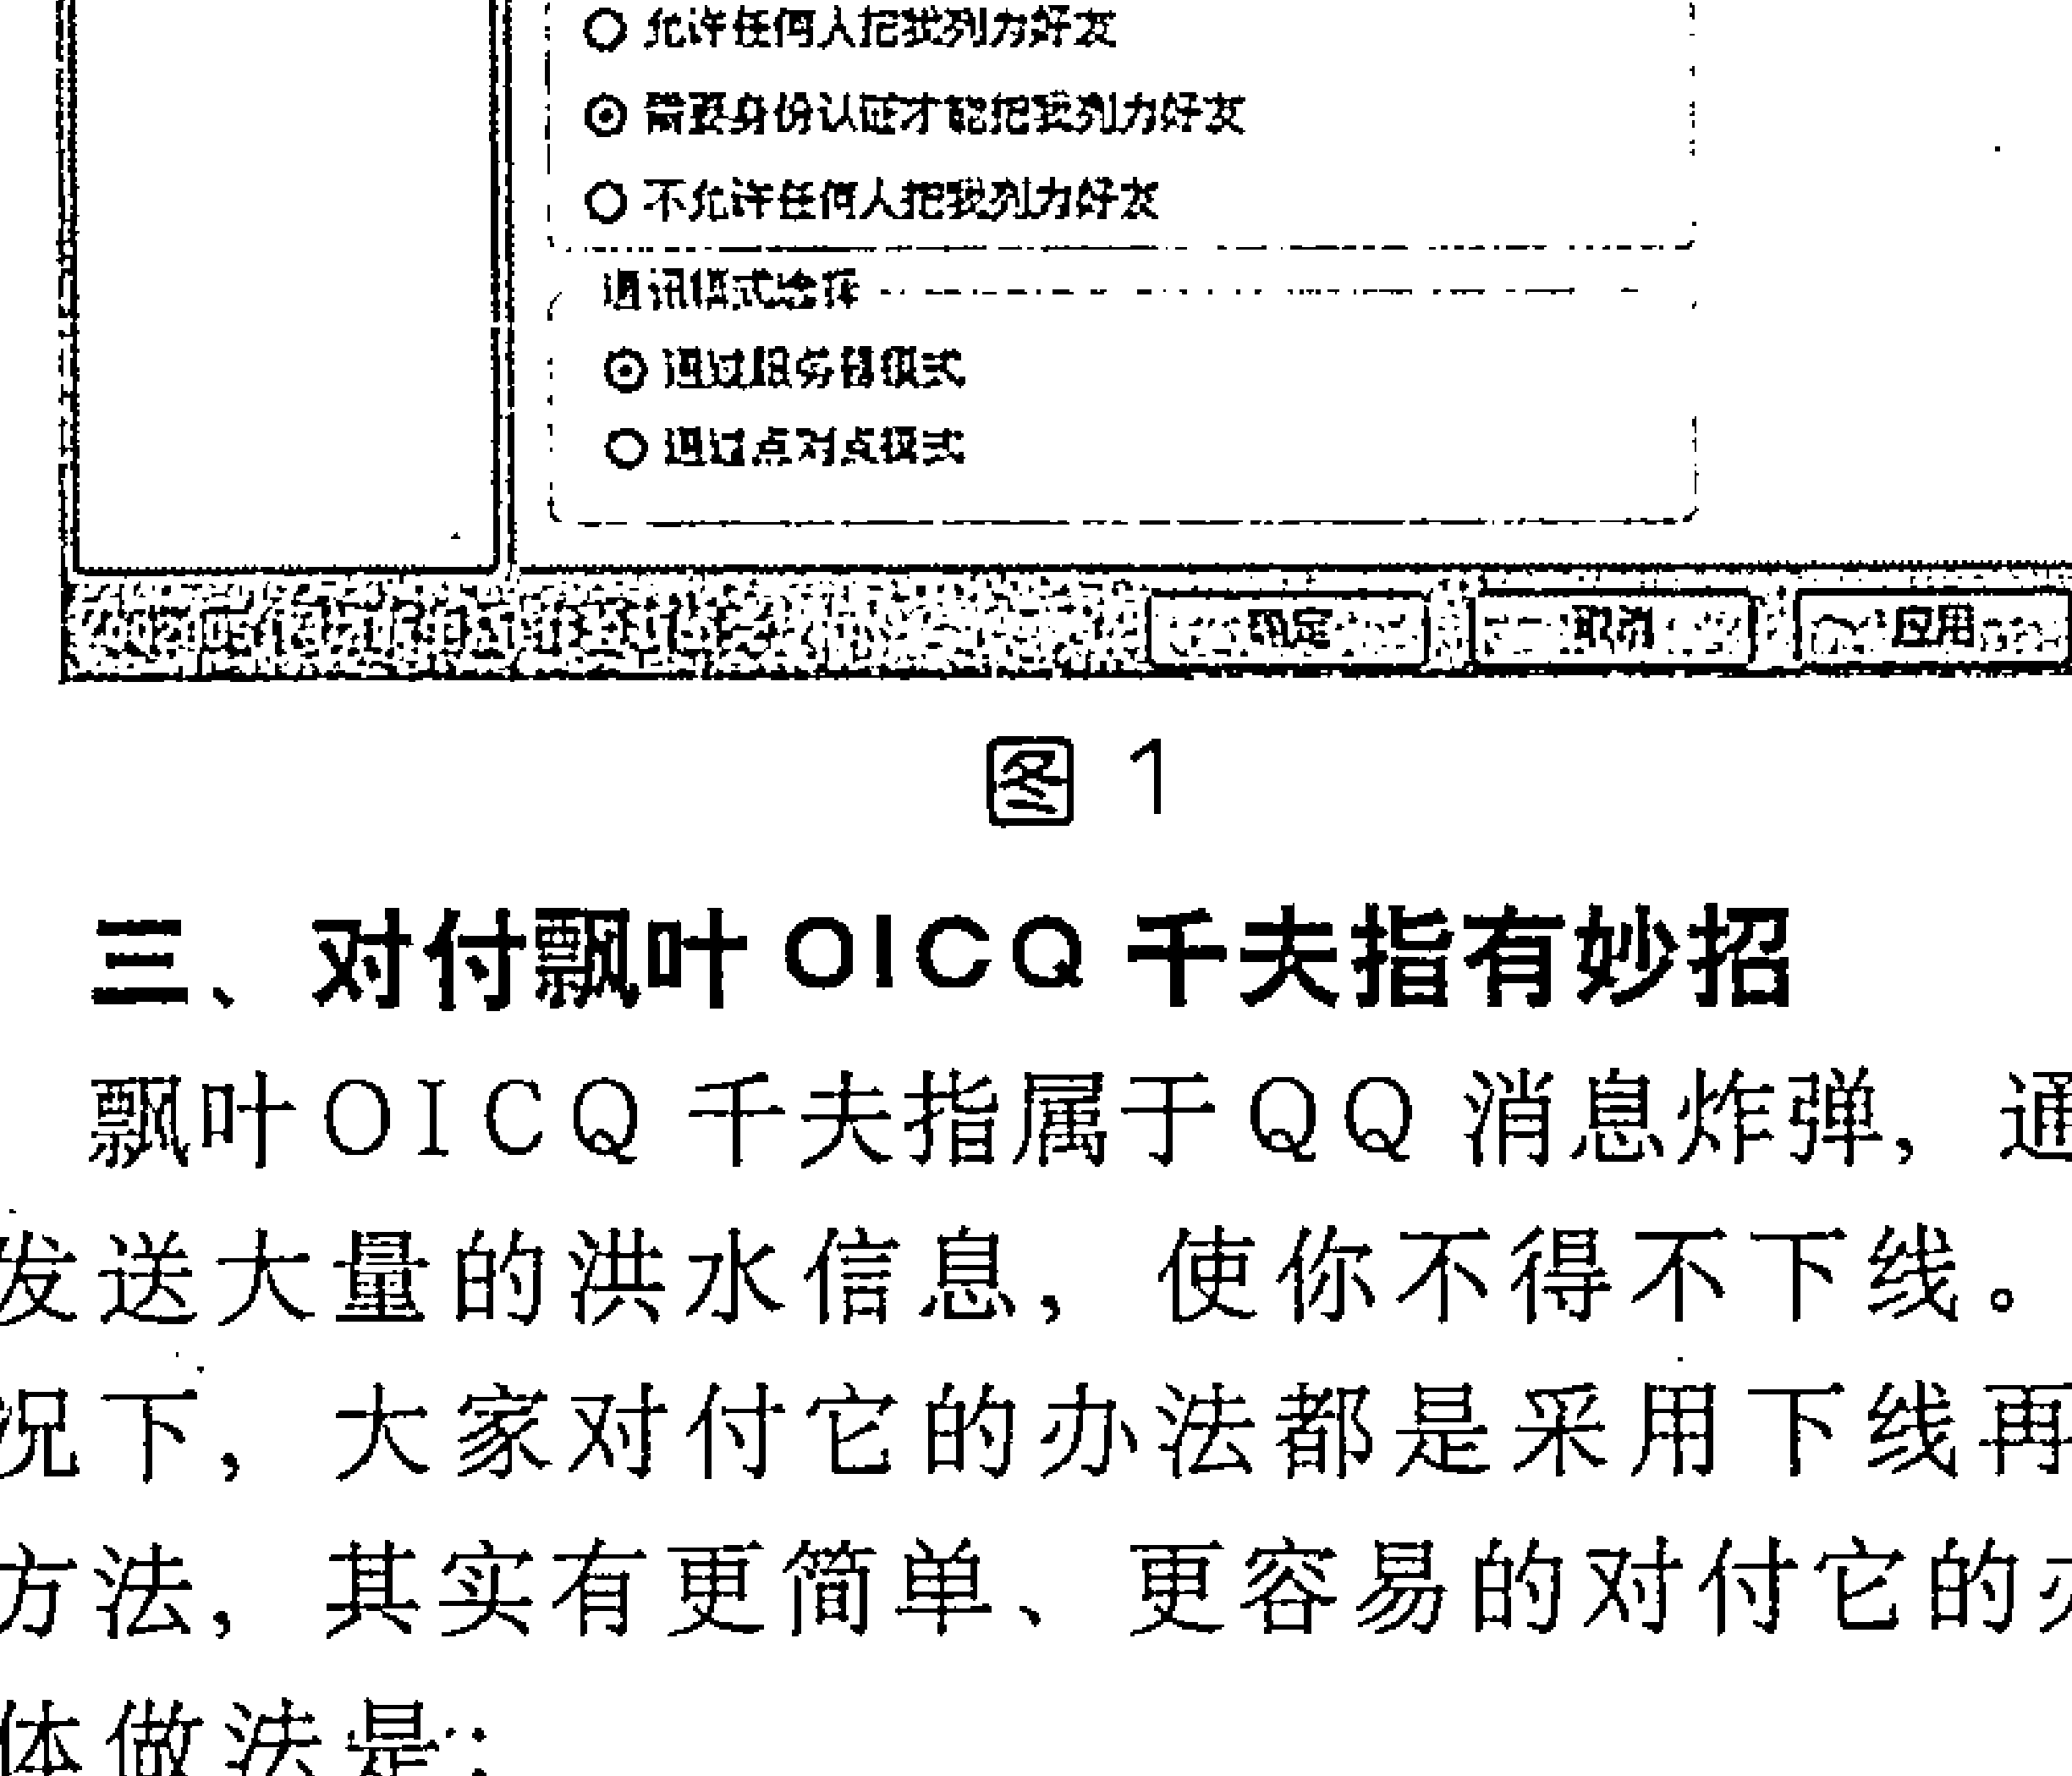 允许任何人把我列为好友
需要身份认证才能把我列为好友
不允许任何人把我列为好友
通讯模式选择
通过服务器模式
通过点对点模式
确定 取消 应用
图 1
三、对付飘叶 OICQ 千夫指有妙招
飘叶OICQ 千夫指属于QQ 消息炸弹，通
发送大量的洪水信息，使你不得不下线。
况下，大家对付它的办法都是采用下线再
方法，其实有更简单、更容易的对付它的办
体做法是：